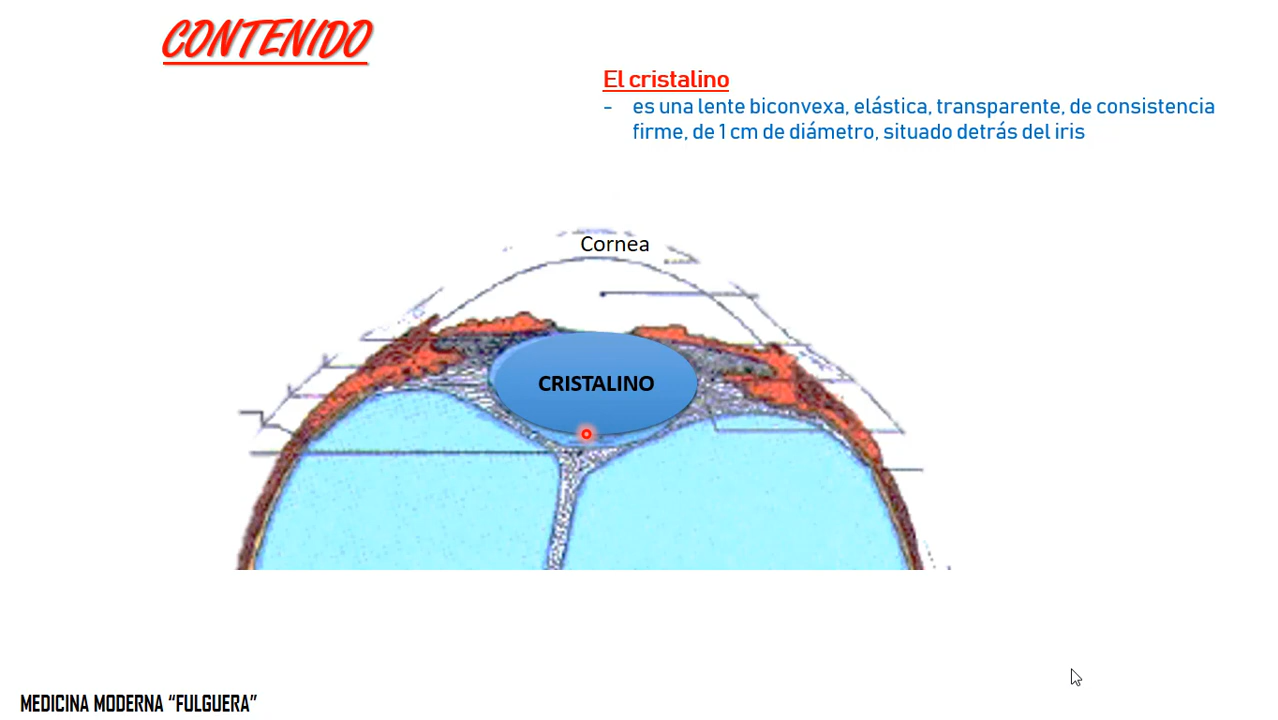 CONTENIDO
El cristalino
- es una lente biconvexa, elástica, transparente, de consistencia
firme, de 1 cm de diámetro, situado detrás del iris
Cornea
CRISTALINO
MEDICINA MODERNA “FULGUERA”